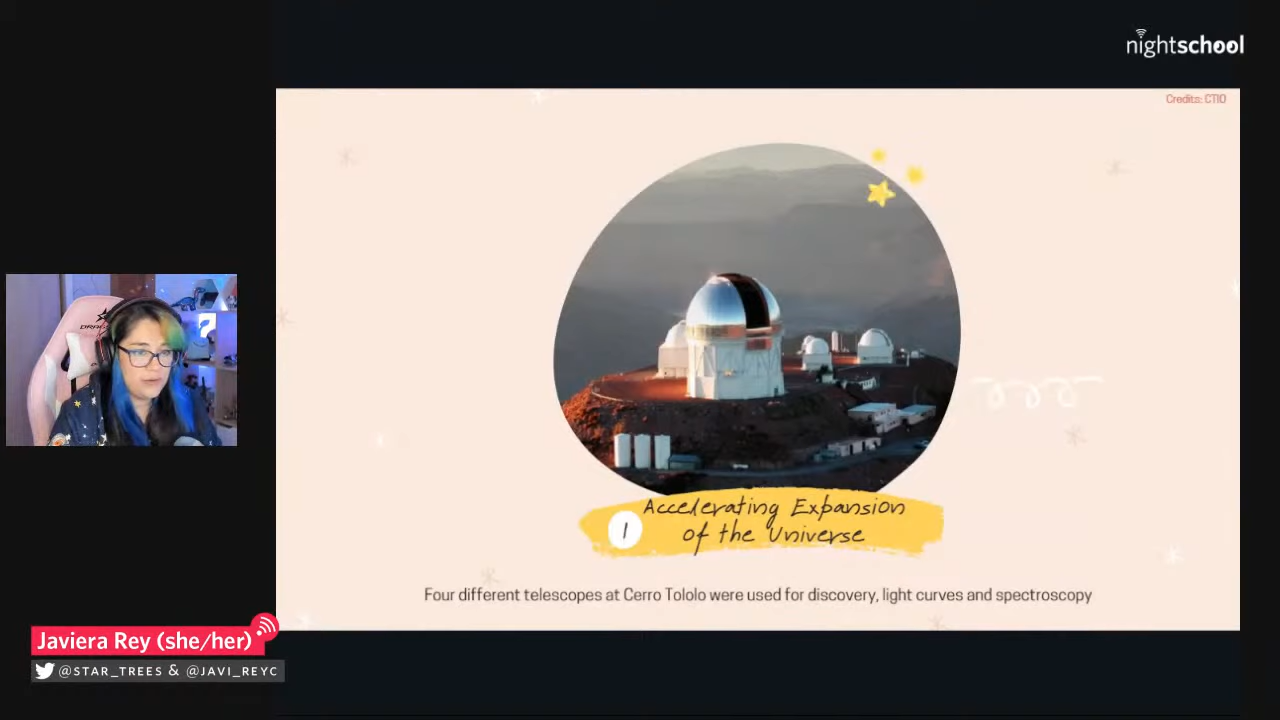 nightschool
Credits: CTIO
1
Accelerating Expansion
of the Universe
Four different telescopes at Cerro Tololo were used for discovery, light curves and spectroscopy
Javiera Rey (she/her)
@STAR_TREES & @JAVI_REYC